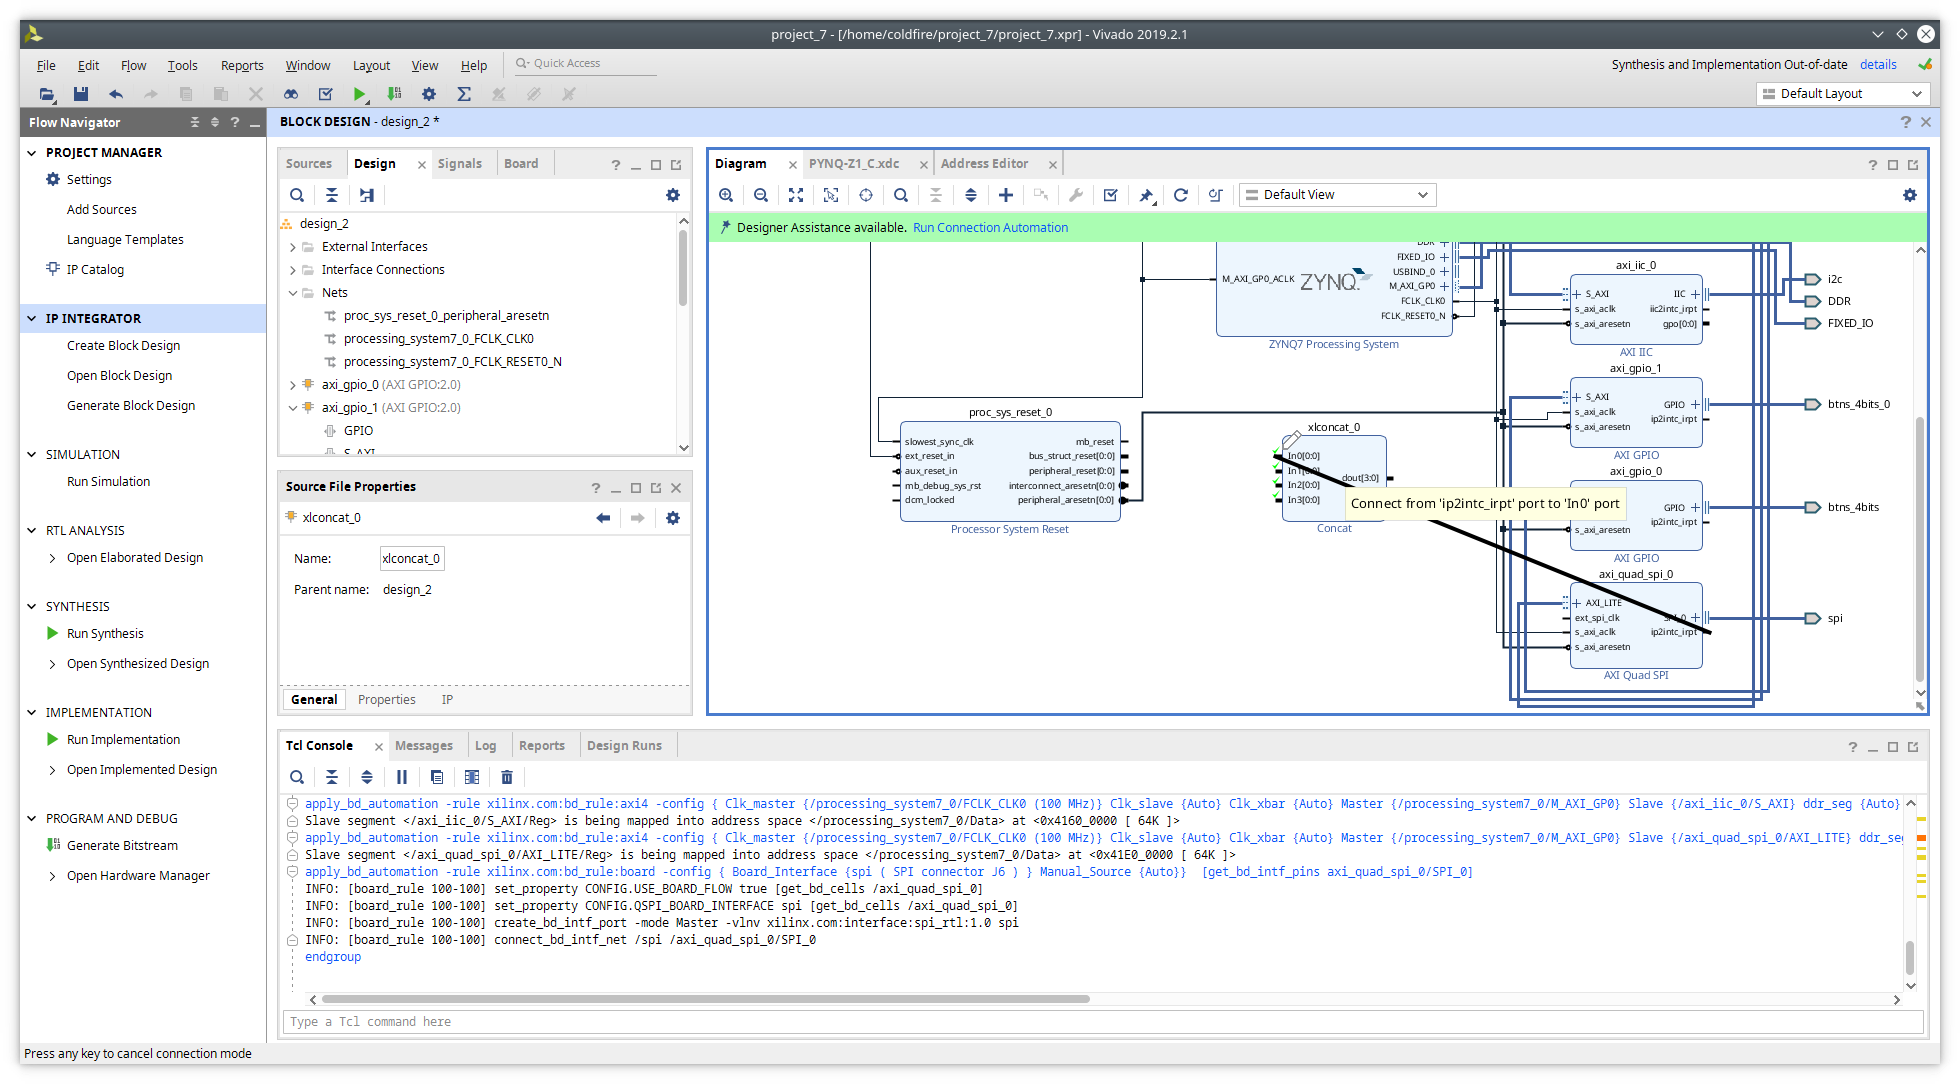 project_7 - [/home/coldfire/project_7/project_7.xpr] - Vivado 2019.2.1
File Edit Flow Tools Reports Window Layout View Help Quick Access
Synthesis and Implementation Out-of-date details
Default Layout
Flow Navigator
PROJECT MANAGER
Settings
Add Sources
Language Templates
IP Catalog
IP INTEGRATOR
Create Block Design
Open Block Design
Generate Block Design
SIMULATION
Run Simulation
RTL ANALYSIS
Open Elaborated Design
SYNTHESIS
Run Synthesis
Open Synthesized Design
IMPLEMENTATION
Run Implementation
Open Implemented Design
PROGRAM AND DEBUG
Generate Bitstream
Open Hardware Manager
BLOCK DESIGN - design_2 *
Sources Design Signals Board
design_2
External Interfaces
Interface Connections
Nets
proc_sys_reset_0_peripheral_aresetn
processing_system7_0_FCLK_CLK0
processing_system7_0_FCLK_RESET0_N
axi_gpio_0 (AXI GPIO:2.0)
axi_gpio_1 (AXI GPIO:2.0)
GPIO
S_AXI
Source File Properties
xlconcat_0
Name: xlconcat_0
Parent name: design_2
General Properties IP
Diagram PYNQ-Z1_C.xdc Address Editor
Default View
Designer Assistance available. Run Connection Automation
DDR
FIXED_IO
USBIND_0
M_AXI_GP0
FCLK_CLK0
FCLK_RESET0_N
M_AXI_GP0_ACLK
ZYNQ
ZYNQ7 Processing System
proc_sys_reset_0
slowest_sync_clk
ext_reset_in
aux_reset_in
mb_debug_sys_rst
dcm_locked
mb_reset
bus_struct_reset[0:0]
peripheral_reset[0:0]
interconnect_aresetn[0:0]
peripheral_aresetn[0:0]
Processor System Reset
xlconcat_0
In0[0:0]
In1[0:0]
In2[0:0]
In3[0:0]
dout[3:0]
Concat
Connect from 'ip2intc_irpt' port to 'In0' port
axi_iic_0
S_AXI
s_axi_aclk
s_axi_aresetn
IIC
iic2intc_irpt
gpo[0:0]
AXI IIC
axi_gpio_1
S_AXI
s_axi_aclk
s_axi_aresetn
GPIO
ip2intc_irpt
AXI GPIO
axi_gpio_0
GPIO
ip2intc_irpt
s_axi_aresetn
AXI GPIO
axi_quad_spi_0
AXI_LITE
ext_spi_clk
s_axi_aclk
s_axi_aresetn
SPI_0
ip2intc_irpt
AXI Quad SPI
i2c
DDR
FIXED_IO
btns_4bits_0
btns_4bits
spi
Tcl Console Messages Log Reports Design Runs
apply_bd_automation -rule xilinx.com:bd_rule:axi4 -config { Clk_master {/processing_system7_0/FCLK_CLK0 (100 MHz)} Clk_slave {Auto} Clk_xbar {Auto} Master {/processing_system7_0/M_AXI_GP0} Slave {/axi_iic_0/S_AXI} ddr_seg {Auto}
Slave segment </axi_iic_0/S_AXI/Reg> is being mapped into address space </processing_system7_0/Data> at <0x4160_0000 [ 64K ]>
apply_bd_automation -rule xilinx.com:bd_rule:axi4 -config { Clk_master {/processing_system7_0/FCLK_CLK0 (100 MHz)} Clk_slave {Auto} Clk_xbar {Auto} Master {/processing_system7_0/M_AXI_GP0} Slave {/axi_quad_spi_0/AXI_LITE} ddr_seg
Slave segment </axi_quad_spi_0/AXI_LITE/Reg> is being mapped into address space </processing_system7_0/Data> at <0x41E0_0000 [ 64K ]>
apply_bd_automation -rule xilinx.com:bd_rule:board -config { Board_Interface {spi ( SPI connector J6 ) } Manual_Source {Auto}} [get_bd_intf_pins axi_quad_spi_0/SPI_0]
INFO: [board_rule 100-100] set_property CONFIG.USE_BOARD_FLOW true [get_bd_cells /axi_quad_spi_0]
INFO: [board_rule 100-100] set_property CONFIG.QSPI_BOARD_INTERFACE spi [get_bd_cells /axi_quad_spi_0]
INFO: [board_rule 100-100] create_bd_intf_port -mode Master -vlnv xilinx.com:interface:spi_rtl:1.0 spi
INFO: [board_rule 100-100] connect_bd_intf_net /spi /axi_quad_spi_0/SPI_0
endgroup
Type a Tcl command here
Press any key to cancel connection mode